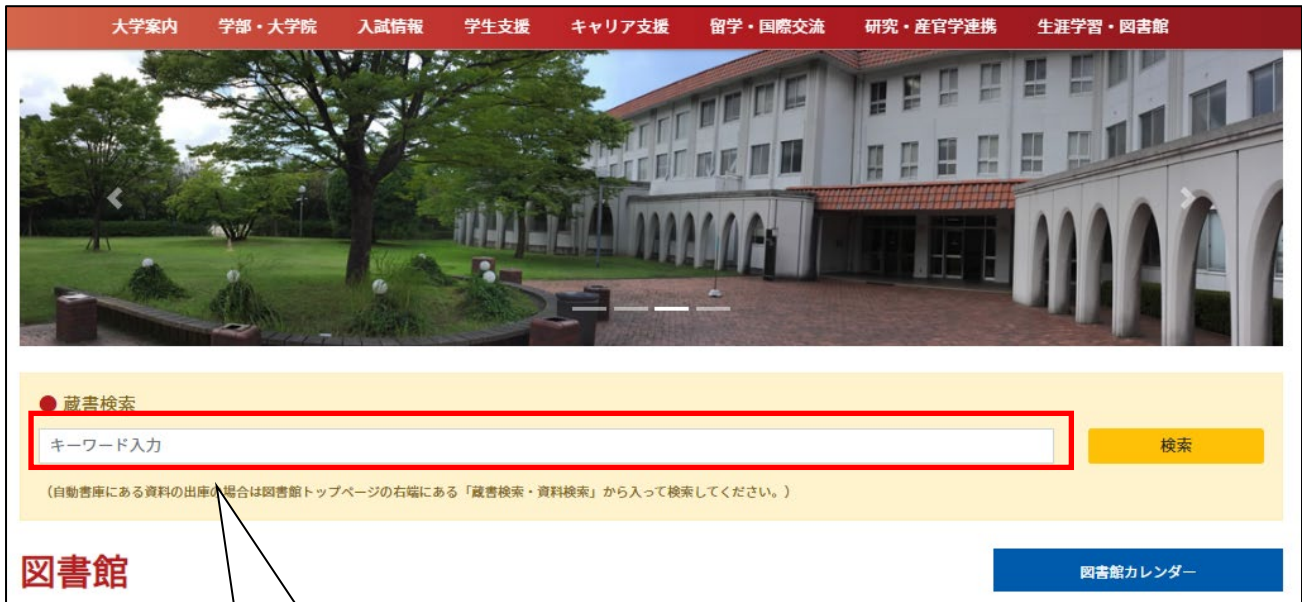 大学案内 学部・大学院 入試情報 学生支援 キャリア支援 留学・国際交流 研究・産官学連携 生涯学習・図書館
蔵書検索
キーワード入力 検索
(自動書庫にある資料の出庫の場合は図書館トップページの右端にある「蔵書検索・資料検索」から入って検索してください。)
図書館 図書館カレンダー